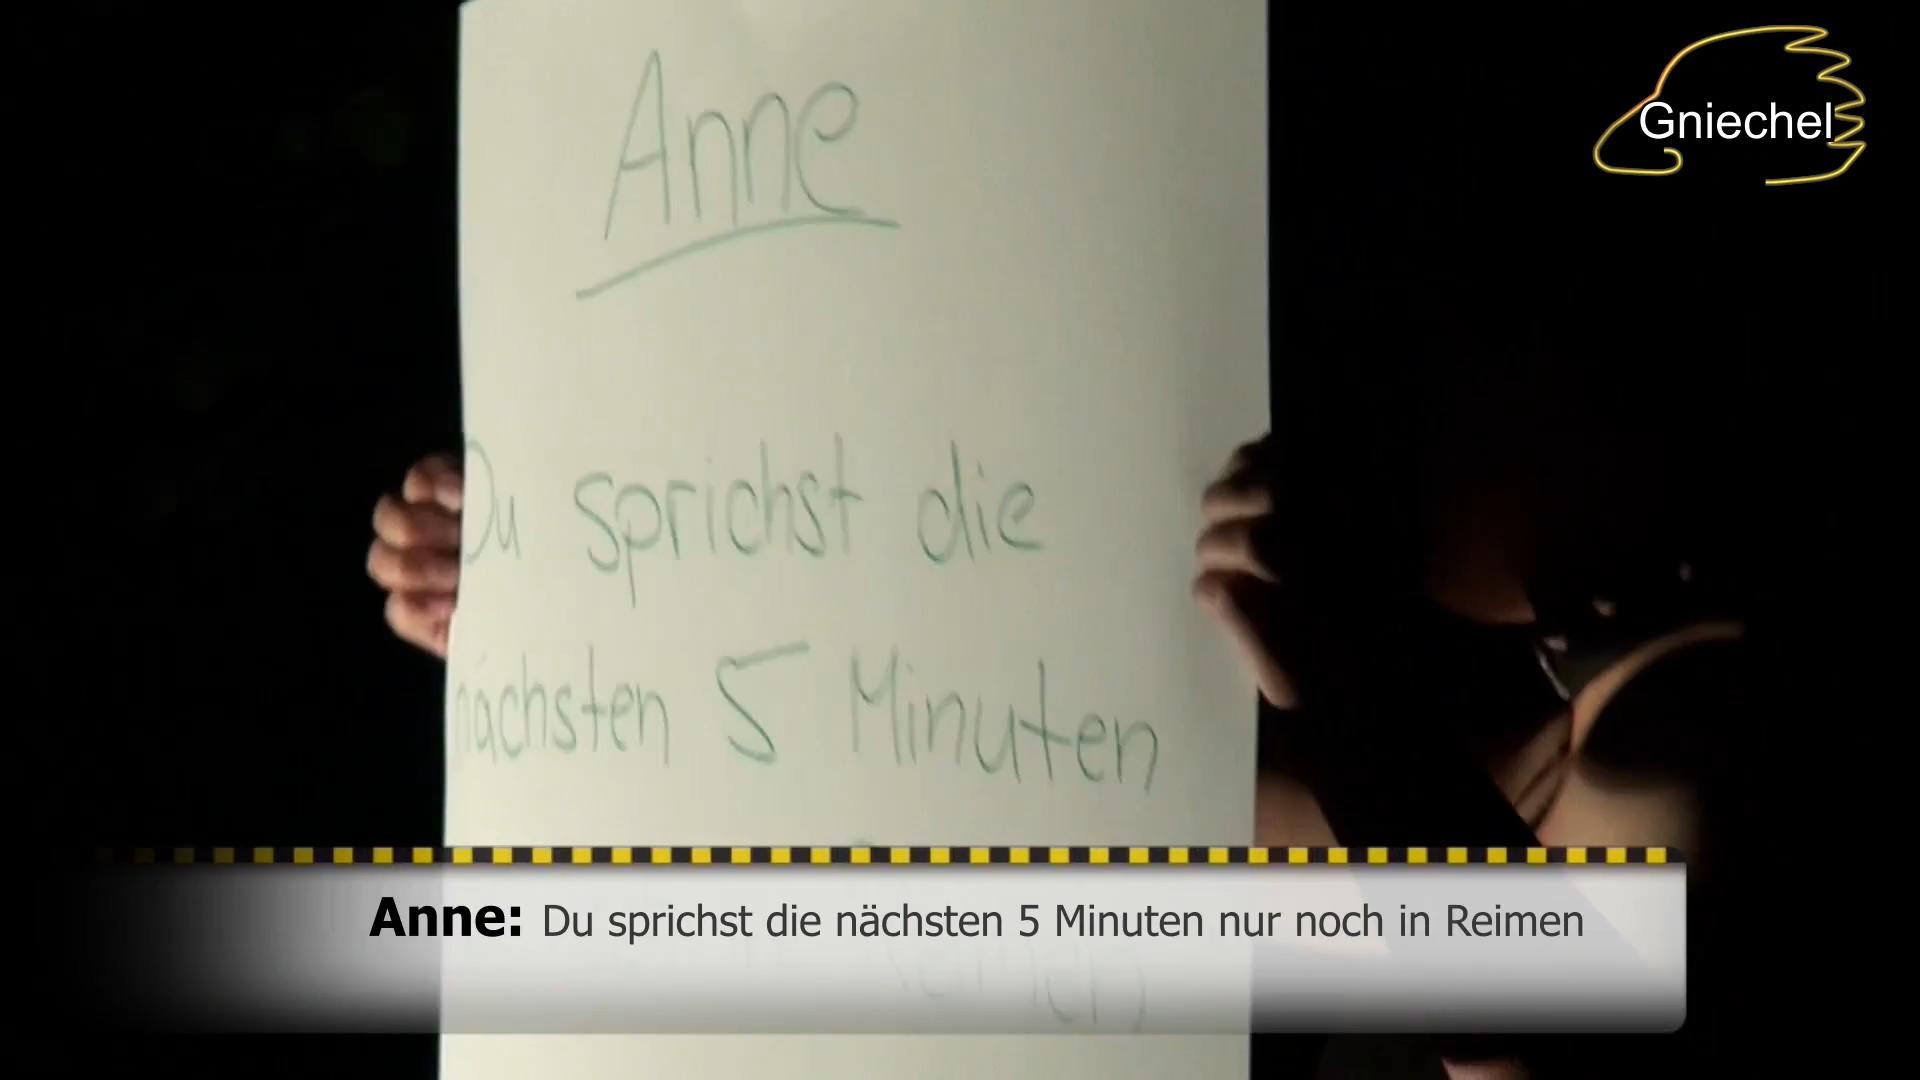 Gniechel
Anne
Du sprichst die
nächsten 5 Minuten
Reimen
Anne: Du sprichst die nächsten 5 Minuten nur noch in Reimen